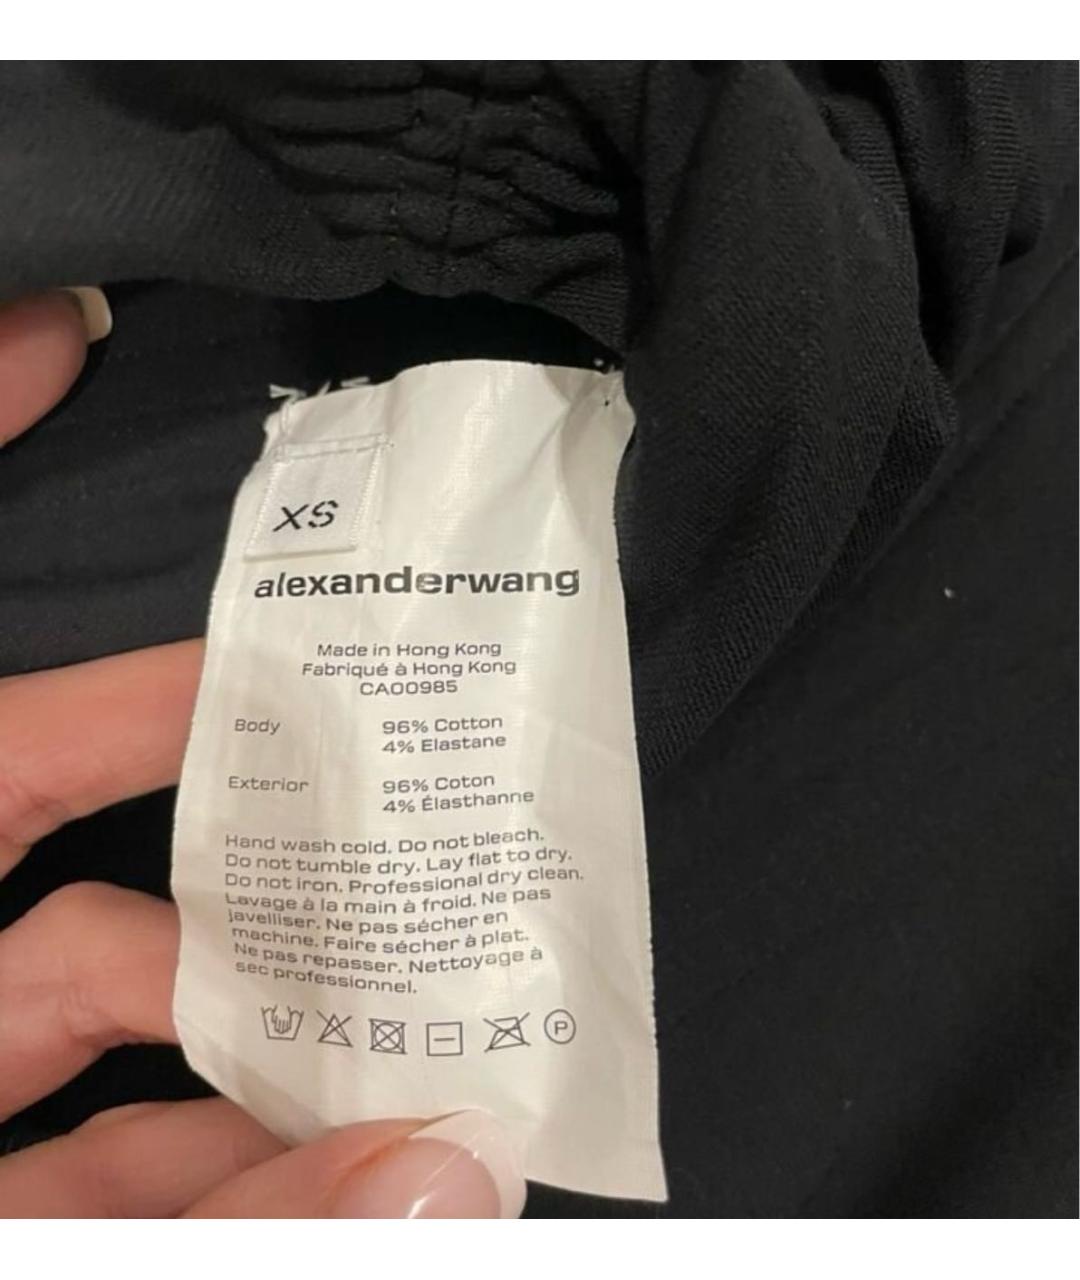 XS
alexanderwang
Made in Hong Kong
Fabriqué à Hong Kong
CA00985
Body 96% Cotton
4% Elastane
Exterior 96% Coton
4% Élasthanne
Hand wash cold. Do not bleach.
Do not tumble dry. Lay flat to dry.
Do not iron. Professional dry clean.
Lavage à la main à froid. Ne pas
javelliser. Ne pas sécher en
machine. Faire sécher à plat.
Ne pas repasser. Nettoyage à
sec professionnel.
P